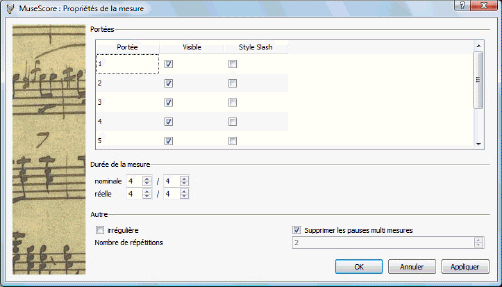 MuseScore : Propriétés de la mesure
Portées
Portée Visible Style Slash
1
2
3
4
5
Durée de la mesure
nominale 4 / 4
réelle 4 / 4
Autre
irrégulière Supprimer les pauses multi mesures
Nombre de répétitions 2
OK Annuler Appliquer